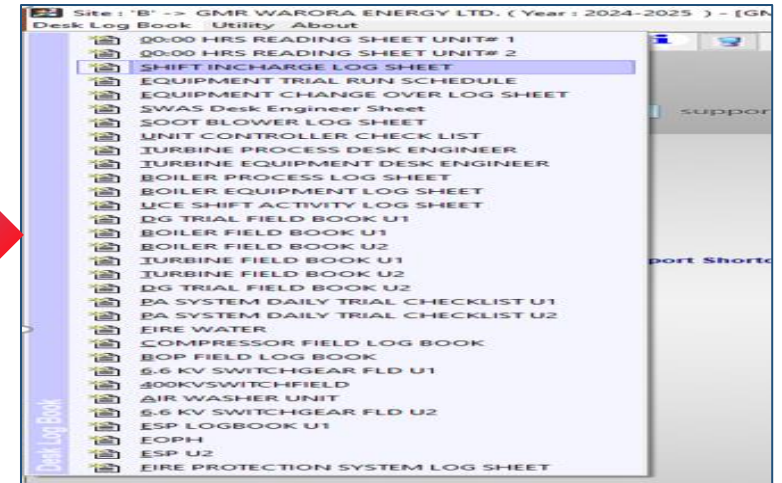 Site : 'B' -> GMR WARORA ENERGY LTD. ( Year : 2024-2025 ) - [GM
Desk Log Book Utility About
00:00 HRS READING SHEET UNIT# 1
00:00 HRS READING SHEET UNIT# 2
SHIFT INCHARGE LOG SHEET
EQUIPMENT TRIAL RUN SCHEDULE
EQUIPMENT CHANGE OVER LOG SHEET
SWAS Desk Engineer Sheet
SOOT BLOWER LOG SHEET
UNIT CONTROLLER CHECK LIST
TURBINE PROCESS DESK ENGINEER
TURBINE EQUIPMENT DESK ENGINEER
BOILER PROCESS LOG SHEET
BOILER EQUIPMENT LOG SHEET
UCE SHIFT ACTIVITY LOG SHEET
DG TRIAL FIELD BOOK U1
BOILER FIELD BOOK U1
BOILER FIELD BOOK U2
TURBINE FIELD BOOK U1
TURBINE FIELD BOOK U2
DG TRIAL FIELD BOOK U2
PA SYSTEM DAILY TRIAL CHECKLIST U1
PA SYSTEM DAILY TRIAL CHECKLIST U2
FIRE WATER
COMPRESSOR FIELD LOG BOOK
BOP FIELD LOG BOOK
6.6 KV SWITCHGEAR FLD U1
400KVSWITCHFIELD
AIR WASHER UNIT
6.6 KV SWITCHGEAR FLD U2
ESP LOGBOOK U1
EOPH
ESP U2
FIRE PROTECTION SYSTEM LOG SHEET
Desk Log Book
suppor
port Shortc